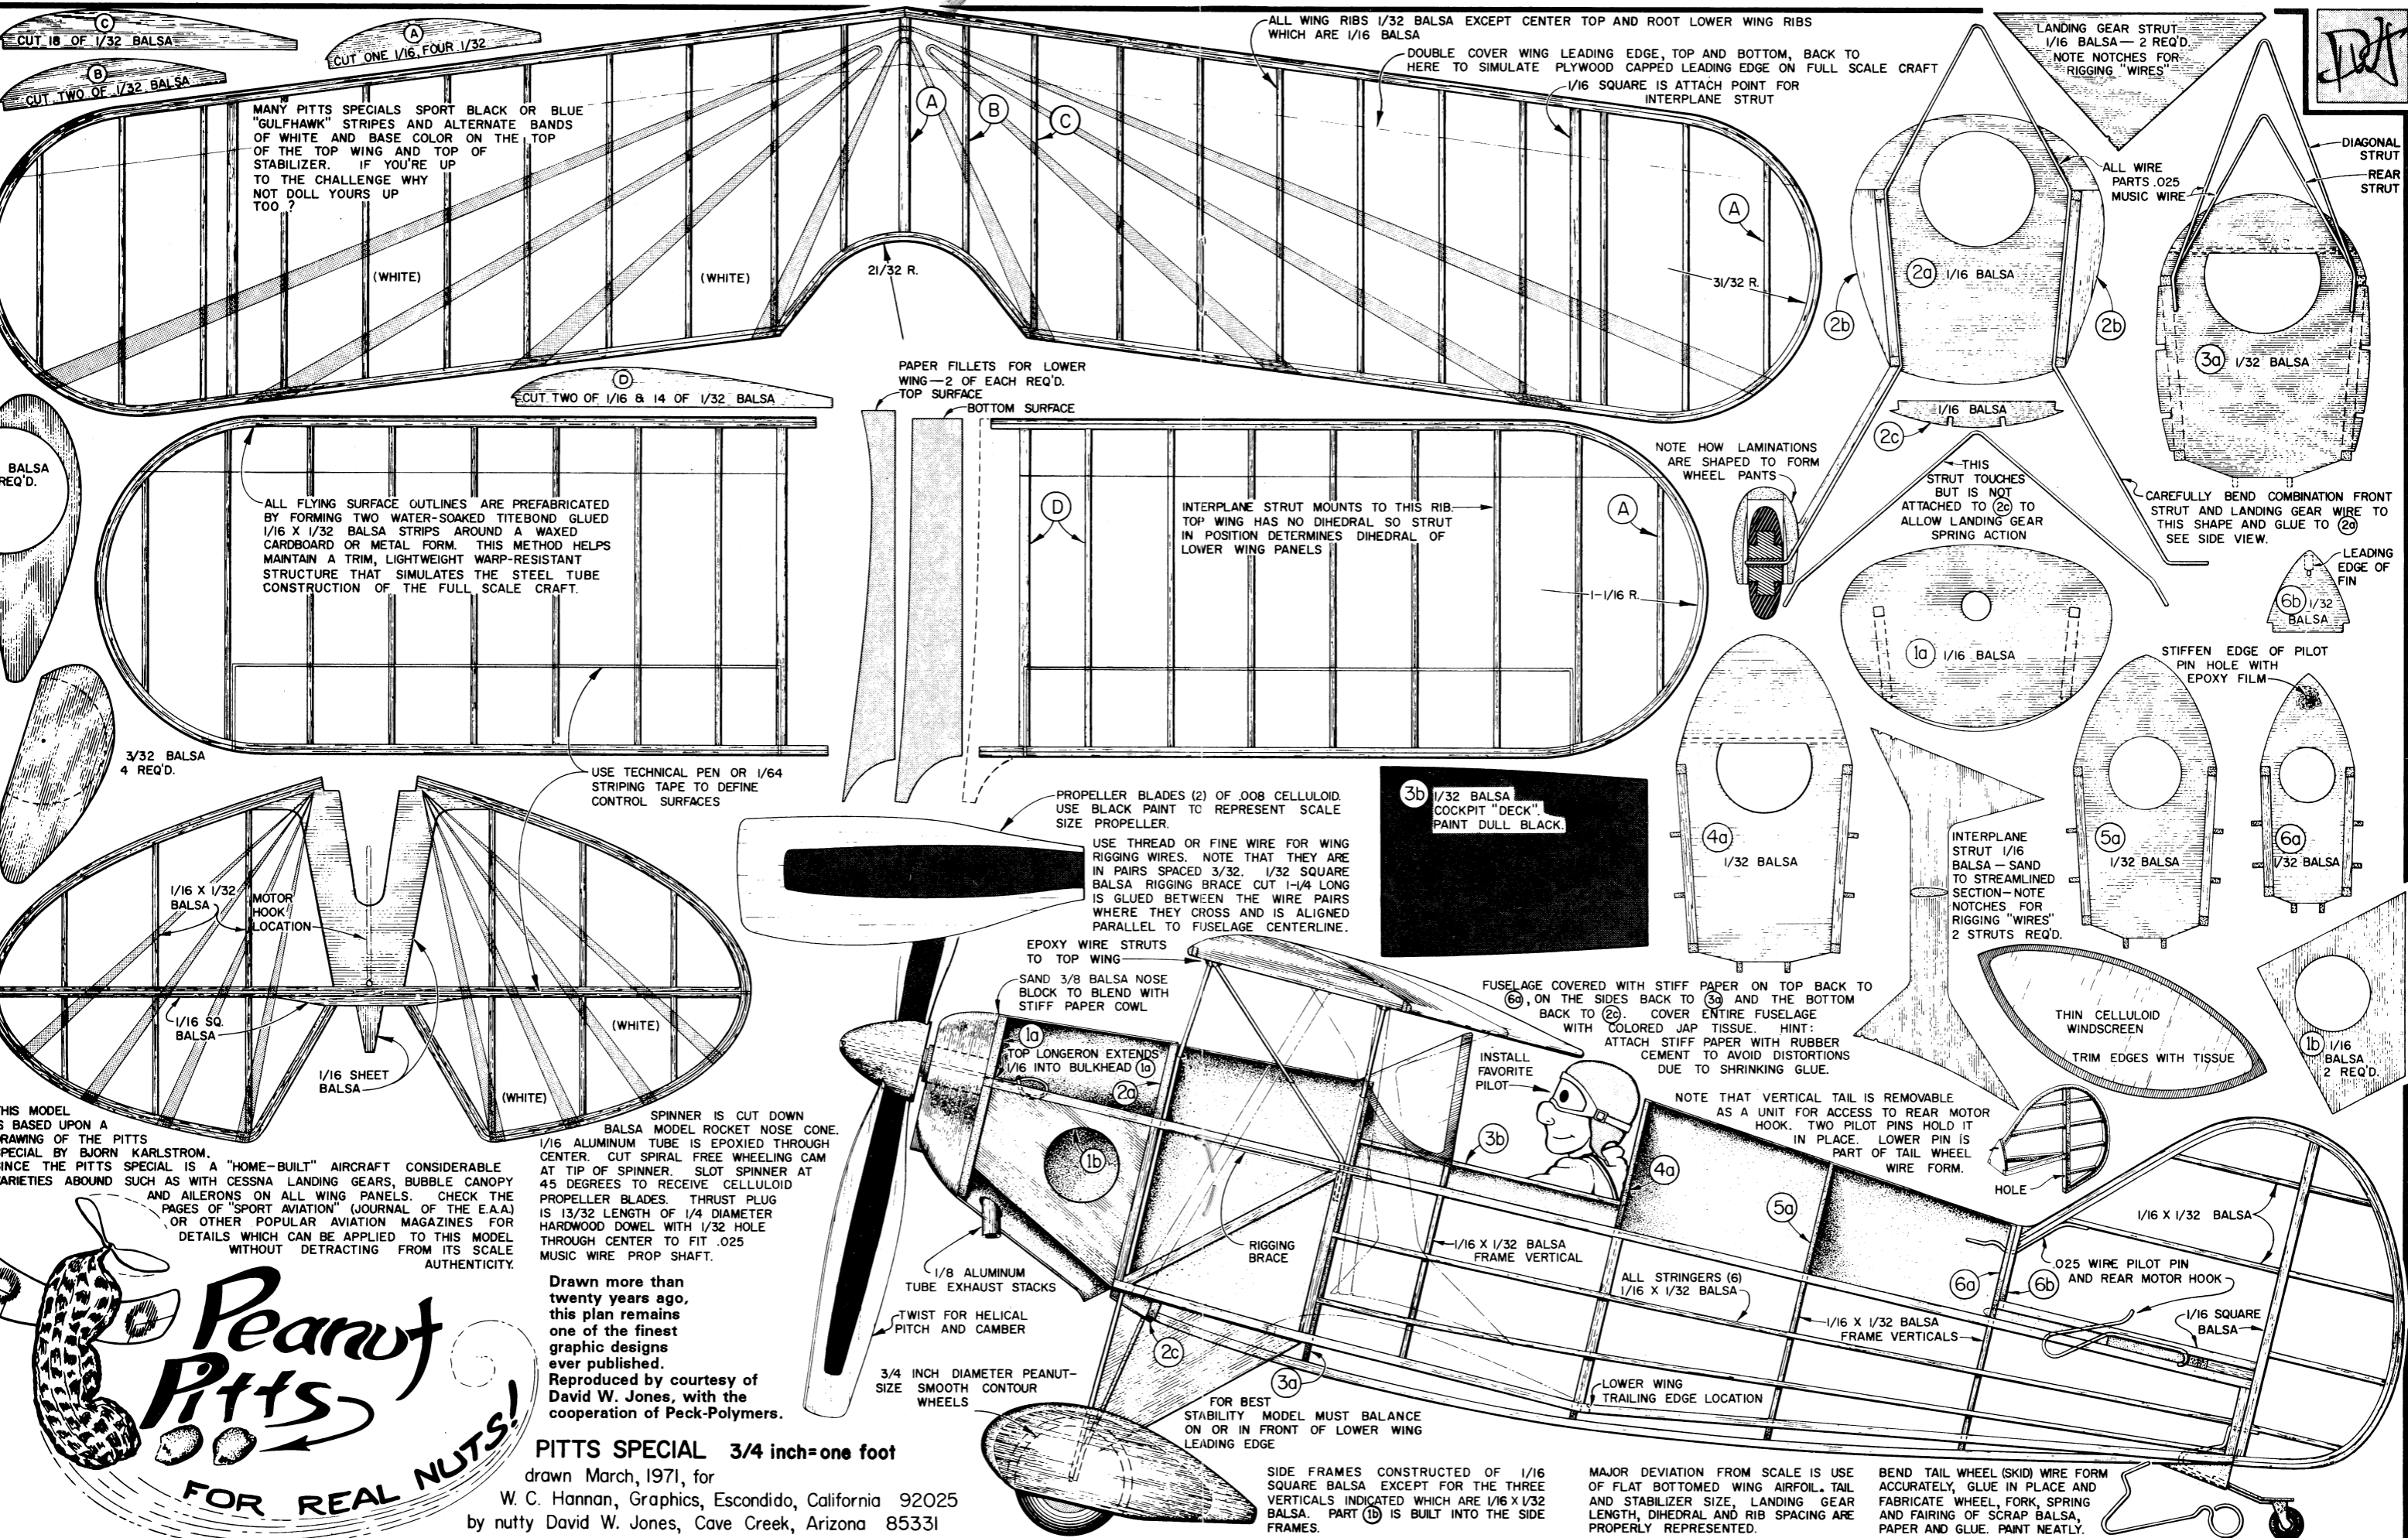 C
CUT 18 OF 1/32 BALSA
A
CUT ONE 1/16, FOUR 1/32
B
CUT TWO OF 1/32 BALSA
MANY PITTS SPECIALS SPORT BLACK OR BLUE
"GULFHAWK" STRIPES AND ALTERNATE BANDS
OF WHITE AND BASE COLOR ON THE TOP
OF THE TOP WING AND TOP OF
STABILIZER. IF YOU'RE UP
TO THE CHALLENGE WHY
NOT DOLL YOURS UP
TOO ?
(WHITE)
(WHITE)
21/32 R.
A
B
C
ALL WING RIBS 1/32 BALSA EXCEPT CENTER TOP AND ROOT LOWER WING RIBS
WHICH ARE 1/16 BALSA
DOUBLE COVER WING LEADING EDGE, TOP AND BOTTOM, BACK TO
HERE TO SIMULATE PLYWOOD CAPPED LEADING EDGE ON FULL SCALE CRAFT
1/16 SQUARE IS ATTACH POINT FOR
INTERPLANE STRUT
A
31/32 R.
LANDING GEAR STRUT
1/16 BALSA — 2 REQ'D.
NOTE NOTCHES FOR
RIGGING "WIRES"
DIAGONAL
STRUT
REAR
STRUT
ALL WIRE
PARTS .025
MUSIC WIRE
2a 1/16 BALSA
2b
2b
3a 1/32 BALSA
1/16 BALSA
2c
D
CUT TWO OF 1/16 & 14 OF 1/32 BALSA
PAPER FILLETS FOR LOWER
WING — 2 OF EACH REQ'D.
TOP SURFACE
BOTTOM SURFACE
BALSA
REQ'D.
ALL FLYING SURFACE OUTLINES ARE PREFABRICATED
BY FORMING TWO WATER-SOAKED TITEBOND GLUED
1/16 X 1/32 BALSA STRIPS AROUND A WAXED
CARDBOARD OR METAL FORM. THIS METHOD HELPS
MAINTAIN A TRIM, LIGHTWEIGHT WARP-RESISTANT
STRUCTURE THAT SIMULATES THE STEEL TUBE
CONSTRUCTION OF THE FULL SCALE CRAFT.
D
INTERPLANE STRUT MOUNTS TO THIS RIB.
TOP WING HAS NO DIHEDRAL SO STRUT
IN POSITION DETERMINES DIHEDRAL OF
LOWER WING PANELS
A
1-1/16 R.
NOTE HOW LAMINATIONS
ARE SHAPED TO FORM
WHEEL PANTS
THIS
STRUT TOUCHES
BUT IS NOT
ATTACHED TO 2c TO
ALLOW LANDING GEAR
SPRING ACTION
CAREFULLY BEND COMBINATION FRONT
STRUT AND LANDING GEAR WIRE TO
THIS SHAPE AND GLUE TO 2a
SEE SIDE VIEW.
LEADING
EDGE OF
FIN
6b 1/32
BALSA
1a 1/16 BALSA
STIFFEN EDGE OF PILOT
PIN HOLE WITH
EPOXY FILM
3/32 BALSA
4 REQ'D.
USE TECHNICAL PEN OR 1/64
STRIPING TAPE TO DEFINE
CONTROL SURFACES
PROPELLER BLADES (2) OF .008 CELLULOID.
USE BLACK PAINT TO REPRESENT SCALE
SIZE PROPELLER.
USE THREAD OR FINE WIRE FOR WING
RIGGING WIRES. NOTE THAT THEY ARE
IN PAIRS SPACED 3/32. 1/32 SQUARE
BALSA RIGGING BRACE CUT 1-1/4 LONG
IS GLUED BETWEEN THE WIRE PAIRS
WHERE THEY CROSS AND IS ALIGNED
PARALLEL TO FUSELAGE CENTERLINE.
3b 1/32 BALSA
COCKPIT "DECK".
PAINT DULL BLACK.
4a
1/32 BALSA
INTERPLANE
STRUT 1/16
BALSA — SAND
TO STREAMLINED
SECTION — NOTE
NOTCHES FOR
RIGGING "WIRES"
2 STRUTS REQ'D.
5a
1/32 BALSA
6a
1/32 BALSA
1/16 X 1/32
BALSA
MOTOR
HOOK
LOCATION
1/16 SQ.
BALSA
1/16 SHEET
BALSA
(WHITE)
(WHITE)
EPOXY WIRE STRUTS
TO TOP WING
SAND 3/8 BALSA NOSE
BLOCK TO BLEND WITH
STIFF PAPER COWL
FUSELAGE COVERED WITH STIFF PAPER ON TOP BACK TO
6a, ON THE SIDES BACK TO 3a AND THE BOTTOM
BACK TO 2c. COVER ENTIRE FUSELAGE
WITH COLORED JAP TISSUE. HINT:
ATTACH STIFF PAPER WITH RUBBER
CEMENT TO AVOID DISTORTIONS
DUE TO SHRINKING GLUE.
THIN CELLULOID
WINDSCREEN
TRIM EDGES WITH TISSUE
1b 1/16
BALSA
2 REQ'D.
1a
TOP LONGERON EXTENDS
1/16 INTO BULKHEAD 1a
2a
INSTALL
FAVORITE
PILOT
NOTE THAT VERTICAL TAIL IS REMOVABLE
AS A UNIT FOR ACCESS TO REAR MOTOR
HOOK. TWO PILOT PINS HOLD IT
IN PLACE. LOWER PIN IS
PART OF TAIL WHEEL
WIRE FORM.
HOLE
THIS MODEL
IS BASED UPON A
DRAWING OF THE PITTS
SPECIAL BY BJORN KARLSTROM.
SINCE THE PITTS SPECIAL IS A "HOME-BUILT" AIRCRAFT CONSIDERABLE
VARIETIES ABOUND SUCH AS WITH CESSNA LANDING GEARS, BUBBLE CANOPY
AND AILERONS ON ALL WING PANELS. CHECK THE
PAGES OF "SPORT AVIATION" (JOURNAL OF THE E.A.A.)
OR OTHER POPULAR AVIATION MAGAZINES FOR
DETAILS WHICH CAN BE APPLIED TO THIS MODEL
WITHOUT DETRACTING FROM ITS SCALE
AUTHENTICITY.
SPINNER IS CUT DOWN
BALSA MODEL ROCKET NOSE CONE.
1/16 ALUMINUM TUBE IS EPOXIED THROUGH
CENTER. CUT SPIRAL FREE WHEELING CAM
AT TIP OF SPINNER. SLOT SPINNER AT
45 DEGREES TO RECEIVE CELLULOID
PROPELLER BLADES. THRUST PLUG
IS 13/32 LENGTH OF 1/4 DIAMETER
HARDWOOD DOWEL WITH 1/32 HOLE
THROUGH CENTER TO FIT .025
MUSIC WIRE PROP SHAFT.
1b
3b
4a
5a
RIGGING
BRACE
1/16 X 1/32 BALSA
FRAME VERTICAL
ALL STRINGERS (6)
1/16 X 1/32 BALSA
1/16 X 1/32 BALSA
FRAME VERTICALS
1/16 X 1/32 BALSA
.025 WIRE PILOT PIN
AND REAR MOTOR HOOK
6a
6b
1/16 SQUARE
BALSA
1/8 ALUMINUM
TUBE EXHAUST STACKS
TWIST FOR HELICAL
PITCH AND CAMBER
2c
3a
3/4 INCH DIAMETER PEANUT-
SIZE SMOOTH CONTOUR
WHEELS
LOWER WING
TRAILING EDGE LOCATION
FOR BEST
STABILITY MODEL MUST BALANCE
ON OR IN FRONT OF LOWER WING
LEADING EDGE
Drawn more than
twenty years ago,
this plan remains
one of the finest
graphic designs
ever published.
Reproduced by courtesy of
David W. Jones, with the
cooperation of Peck-Polymers.
Peanut
Pitts
FOR REAL NUTS!
PITTS SPECIAL 3/4 inch=one foot
drawn March, 1971, for
W. C. Hannan, Graphics, Escondido, California 92025
by nutty David W. Jones, Cave Creek, Arizona 85331
SIDE FRAMES CONSTRUCTED OF 1/16
SQUARE BALSA EXCEPT FOR THE THREE
VERTICALS INDICATED WHICH ARE 1/16 X 1/32
BALSA. PART 1b IS BUILT INTO THE SIDE
FRAMES.
MAJOR DEVIATION FROM SCALE IS USE
OF FLAT BOTTOMED WING AIRFOIL. TAIL
AND STABILIZER SIZE, LANDING GEAR
LENGTH, DIHEDRAL AND RIB SPACING ARE
PROPERLY REPRESENTED.
BEND TAIL WHEEL (SKID) WIRE FORM
ACCURATELY, GLUE IN PLACE AND
FABRICATE WHEEL, FORK, SPRING
AND FAIRING OF SCRAP BALSA,
PAPER AND GLUE. PAINT NEATLY.